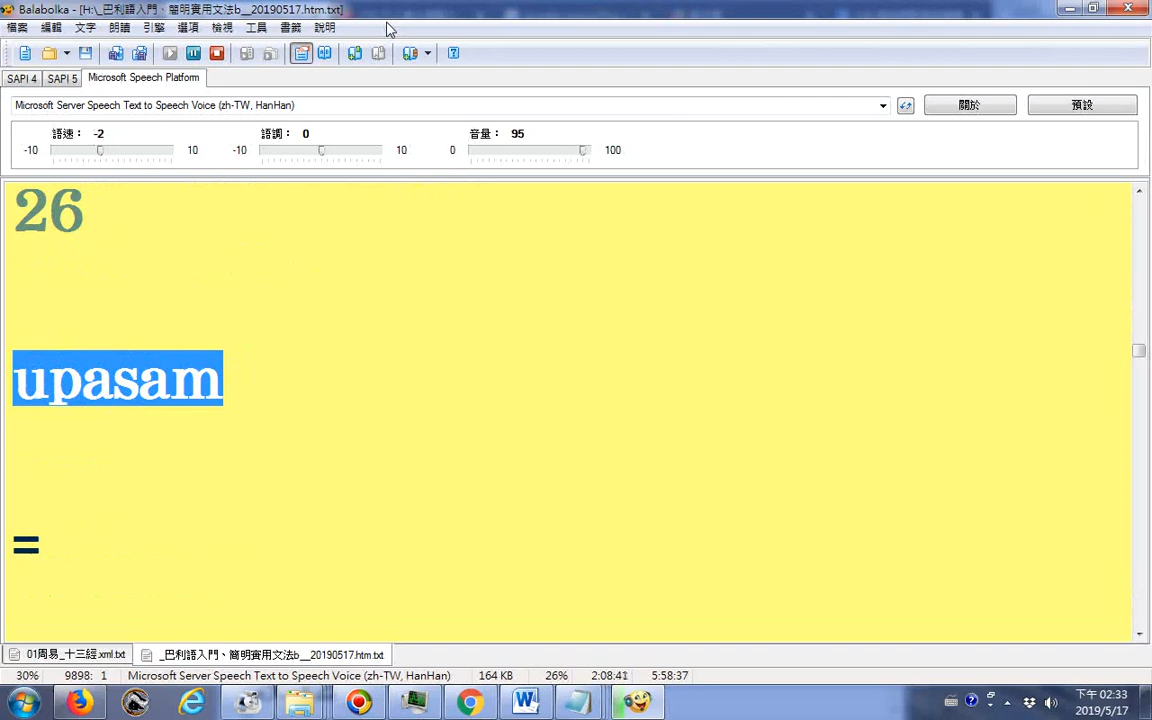 Balabolka - [H:\_巴利語入門、簡明實用文法b__20190517.htm.txt]
檔案 編輯 文字 朗讀 引擎 選項 檢視 工具 書籤 說明
SAPI 4 SAPI 5 Microsoft Speech Platform
Microsoft Server Speech Text to Speech Voice (zh-TW, HanHan) 關於 預設
語速： -2 語調： 0 音量： 95
-10 10 -10 10 0 100
26
upasam
=
01周易_十三經.xml.txt _巴利語入門、簡明實用文法b__20190517.htm.txt
30% 9898: 1 Microsoft Server Speech Text to Speech Voice (zh-TW, HanHan) 164 KB 26% 2:08:41 5:58:37
下午 02:33
2019/5/17